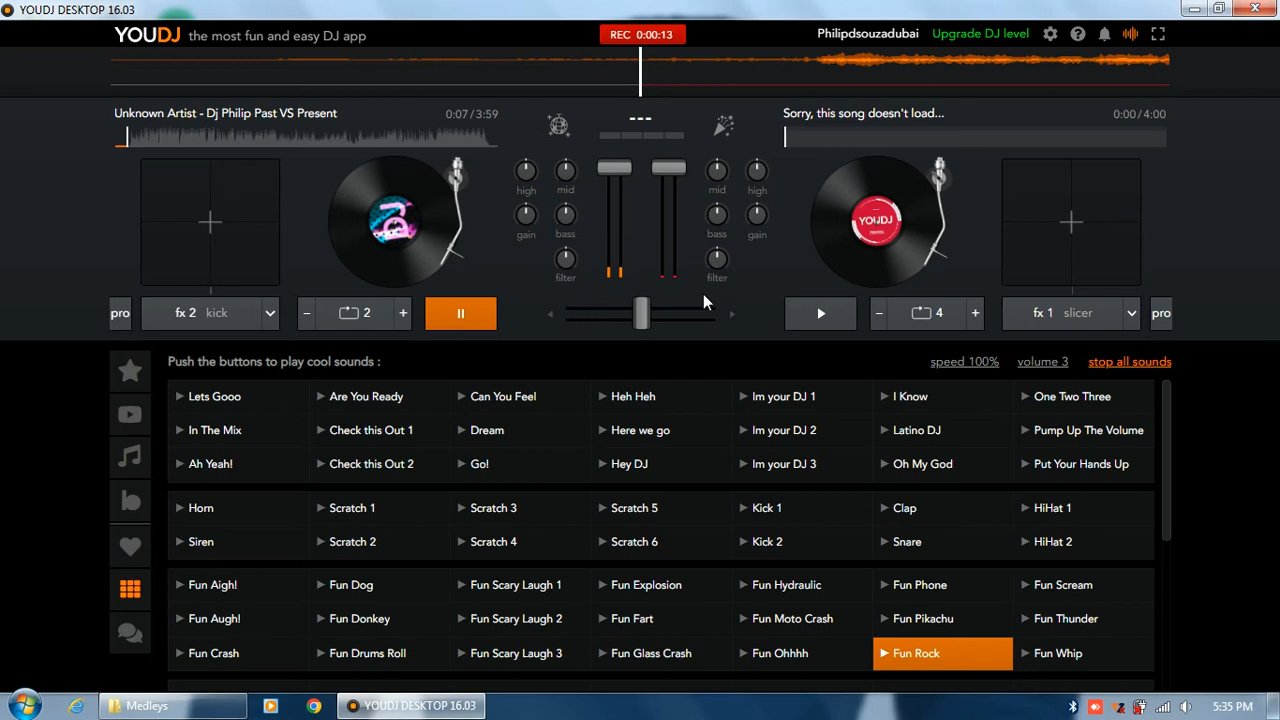 YOUDJ DESKTOP 16.03
YOUDJ the most fun and easy DJ app
REC 0:00:13
Philipdsouzadubai Upgrade DJ level
Unknown Artist - Dj Philip Past VS Present 0:07 / 3:59
---
Sorry, this song doesn't load... 0:00 / 4:00
high mid mid high
gain bass bass gain
filter filter
YOUDJ
pro fx 2 kick - 2 + - 4 + fx 1 slicer pro
Push the buttons to play cool sounds : speed 100% volume 3 stop all sounds
Lets Gooo Are You Ready Can You Feel Heh Heh Im your DJ 1 I Know One Two Three
In The Mix Check this Out 1 Dream Here we go Im your DJ 2 Latino DJ Pump Up The Volume
Ah Yeah! Check this Out 2 Go! Hey DJ Im your DJ 3 Oh My God Put Your Hands Up
Horn Scratch 1 Scratch 3 Scratch 5 Kick 1 Clap HiHat 1
Siren Scratch 2 Scratch 4 Scratch 6 Kick 2 Snare HiHat 2
Fun Aigh! Fun Dog Fun Scary Laugh 1 Fun Explosion Fun Hydraulic Fun Phone Fun Scream
Fun Augh! Fun Donkey Fun Scary Laugh 2 Fun Fart Fun Moto Crash Fun Pikachu Fun Thunder
Fun Crash Fun Drums Roll Fun Scary Laugh 3 Fun Glass Crash Fun Ohhhh Fun Rock Fun Whip
Medleys YOUDJ DESKTOP 16.03 5:35 PM